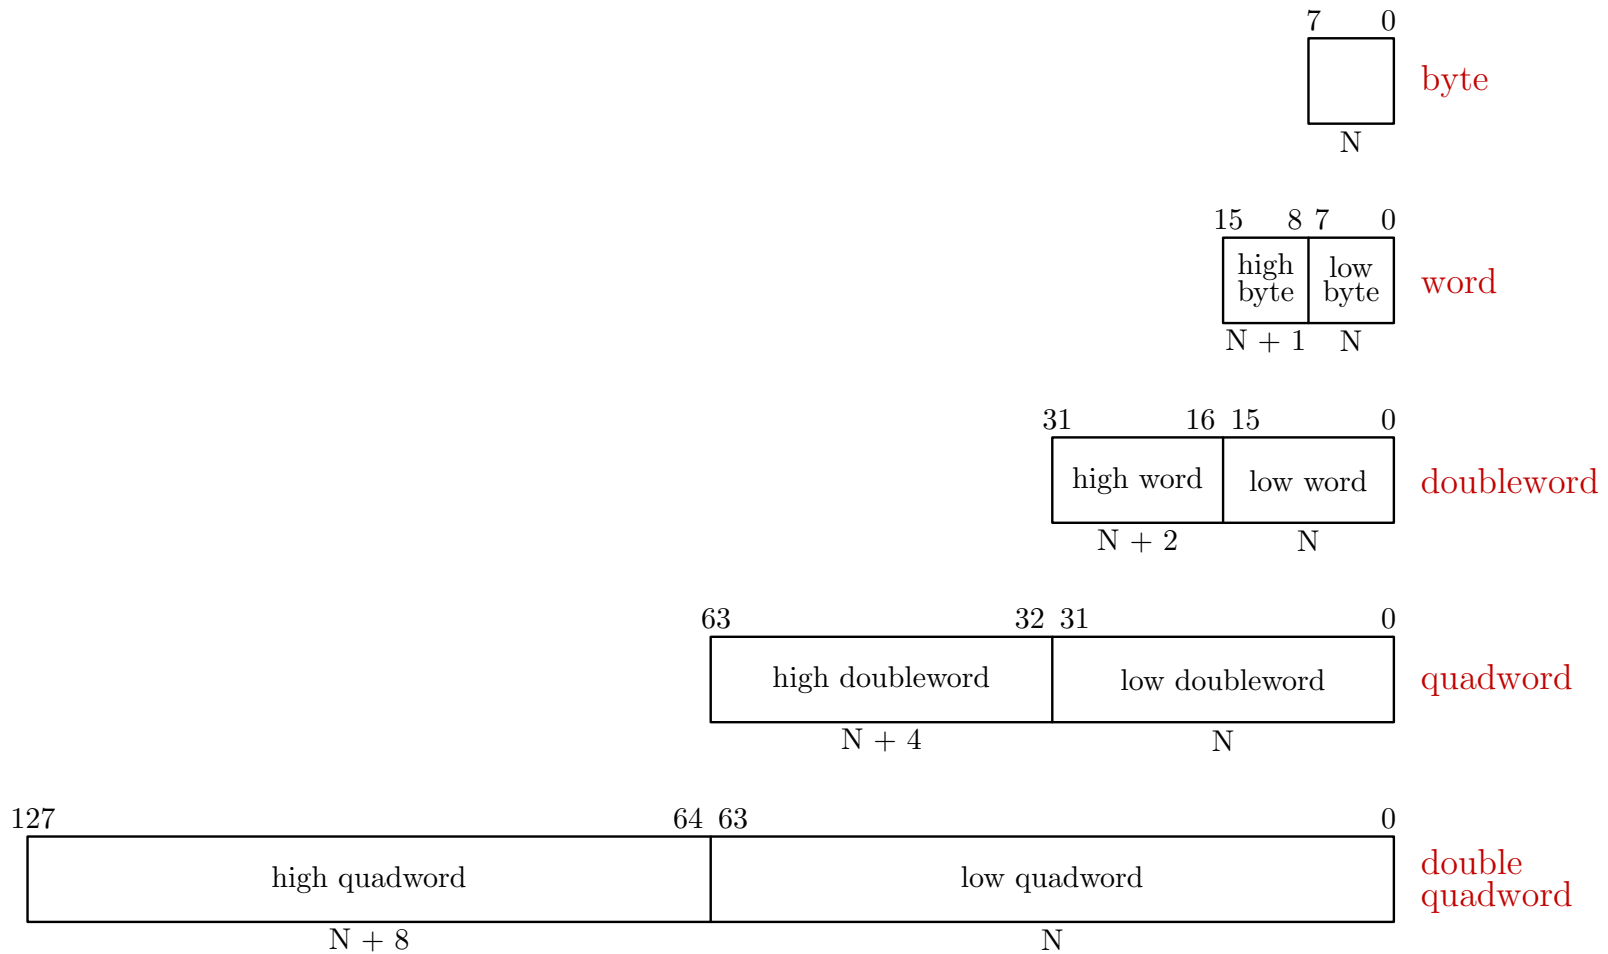 7 0
byte
N
15 8 7 0
high low
byte byte
word
N + 1 N
31 16 15 0
high word low word
doubleword
N + 2 N
63 32 31 0
high doubleword low doubleword
quadword
N + 4 N
127 64 63 0
high quadword low quadword
double
quadword
N + 8 N